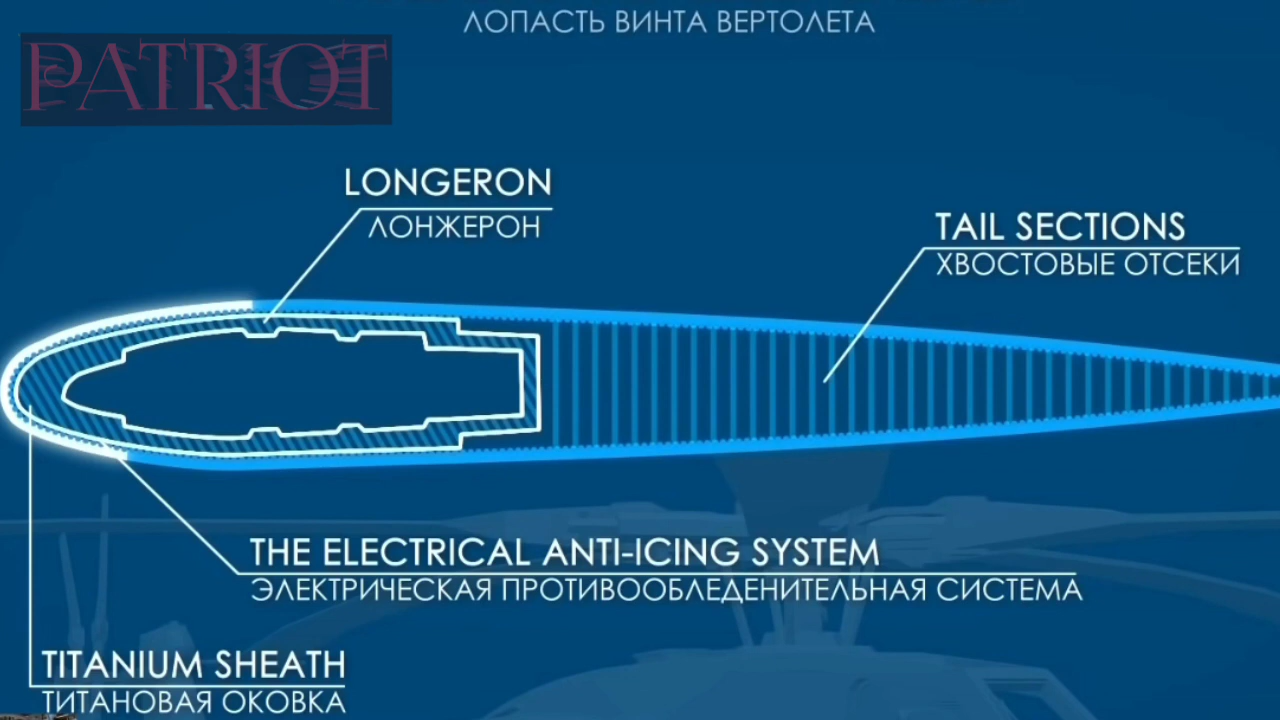 ЛОПАСТЬ ВИНТА ВЕРТОЛЕТА
PATRIOT
LONGERON
ЛОНЖЕРОН
TAIL SECTIONS
ХВОСТОВЫЕ ОТСЕКИ
THE ELECTRICAL ANTI-ICING SYSTEM
ЭЛЕКТРИЧЕСКАЯ ПРОТИВООБЛЕДЕНИТЕЛЬНАЯ СИСТЕМА
TITANIUM SHEATH
ТИТАНОВАЯ ОКОВКА